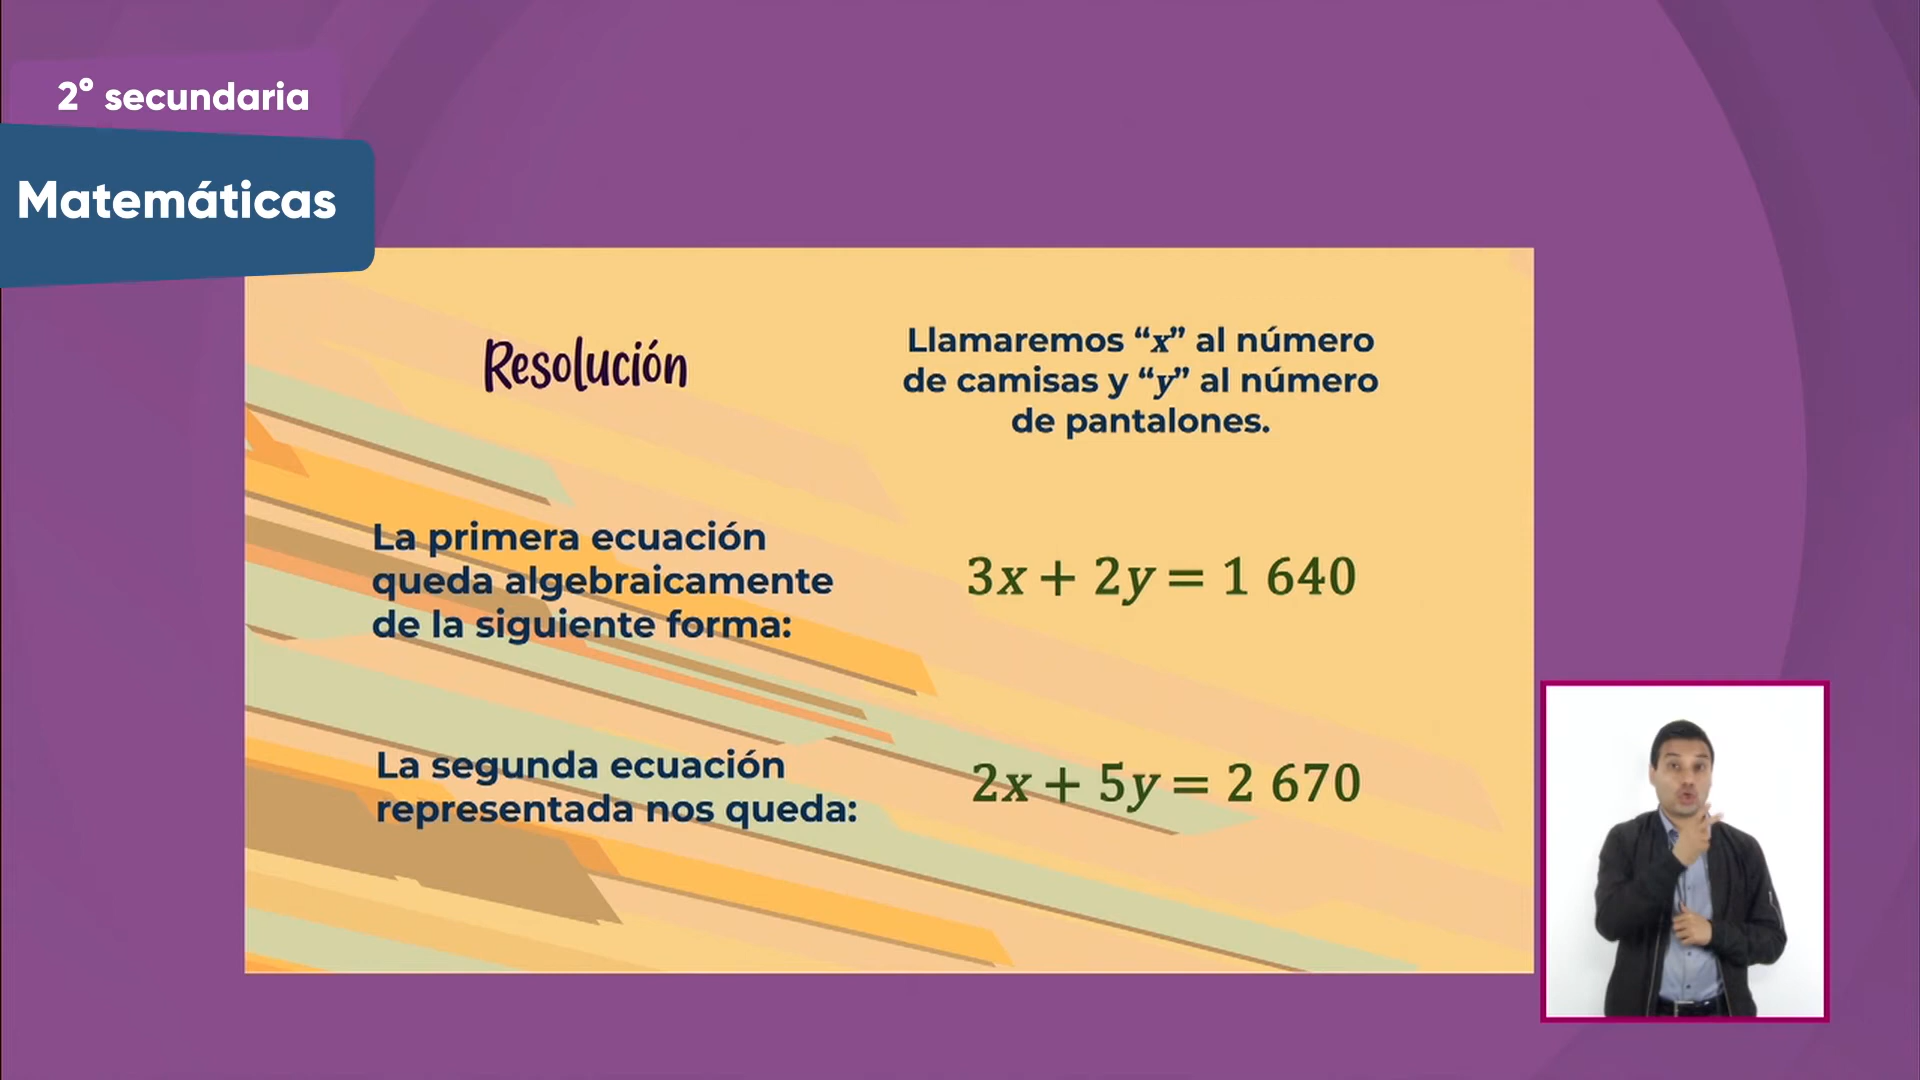 2° secundaria
Matemáticas
Resolución
Llamaremos “x” al número
de camisas y “y” al número
de pantalones.
La primera ecuación
queda algebraicamente
de la siguiente forma:
3x + 2y = 1 640
La segunda ecuación
representada nos queda:
2x + 5y = 2 670